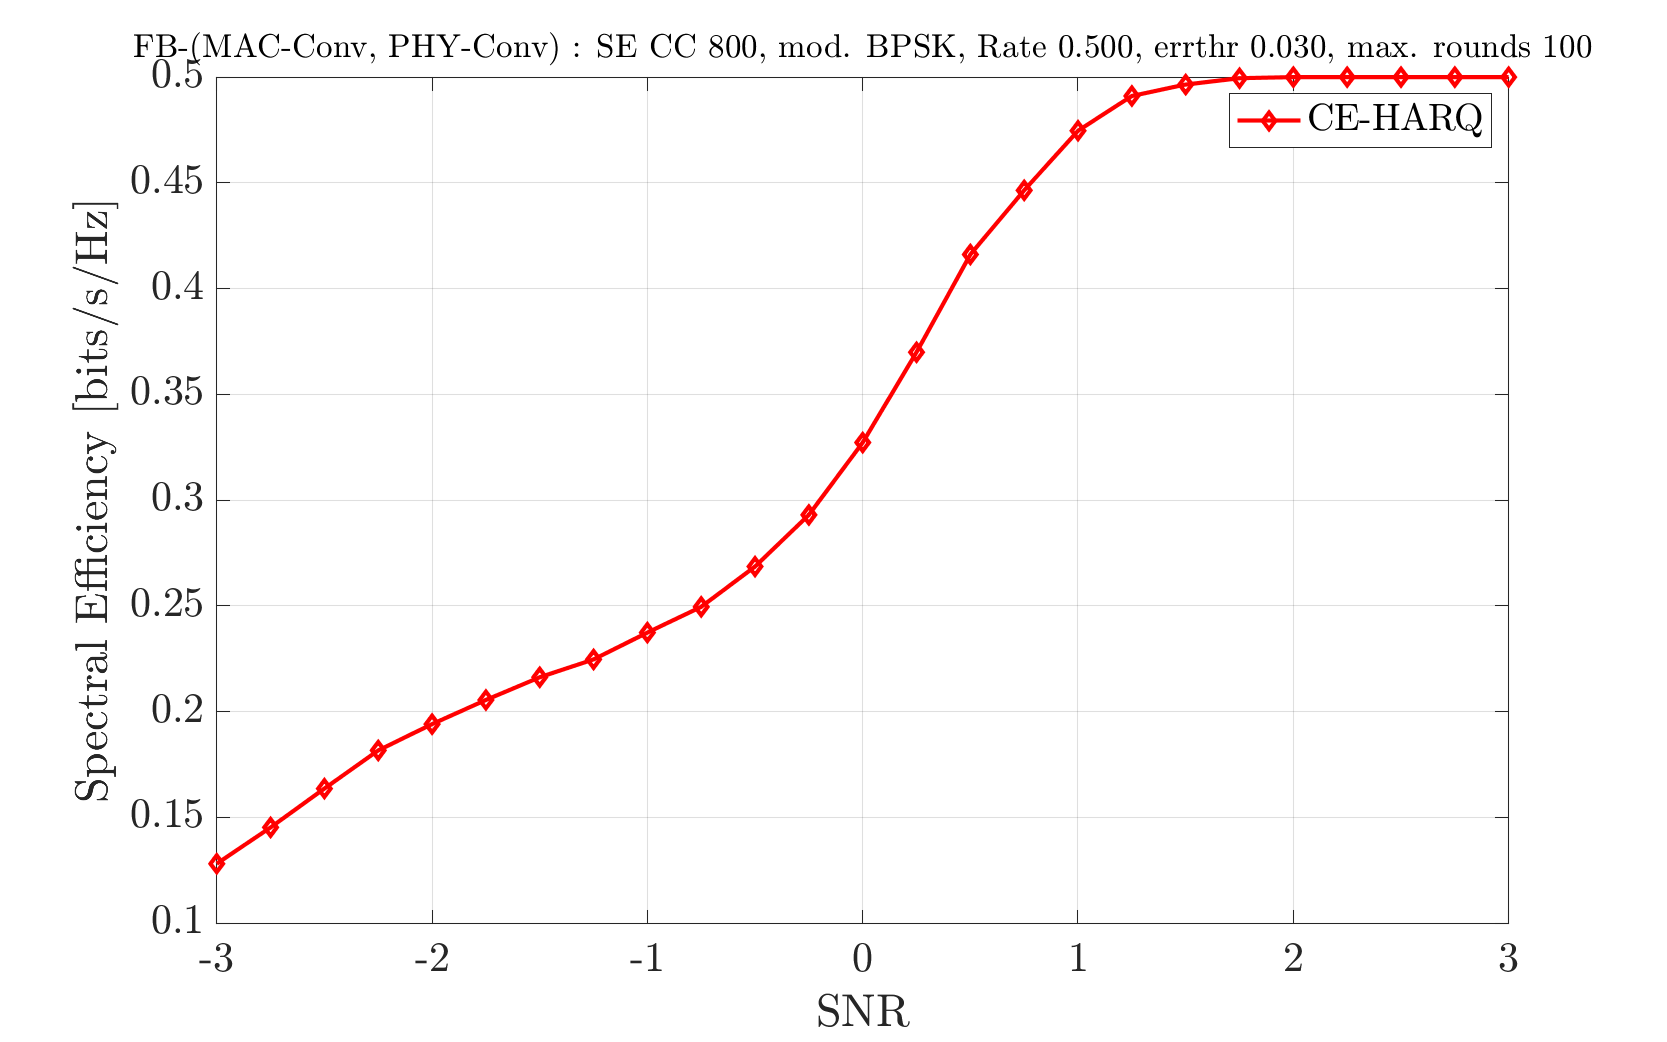 FB-(MAC-Conv, PHY-Conv) : SE CC 800, mod. BPSK, Rate 0.500, errthr 0.030, max. rounds 100
0.5
CE-HARQ
0.45
0.4
0.35
0.3
0.25
0.2
0.15
0.1
Spectral Efficiency [bits/s/Hz]
-3 -2 -1 0 1 2 3
SNR